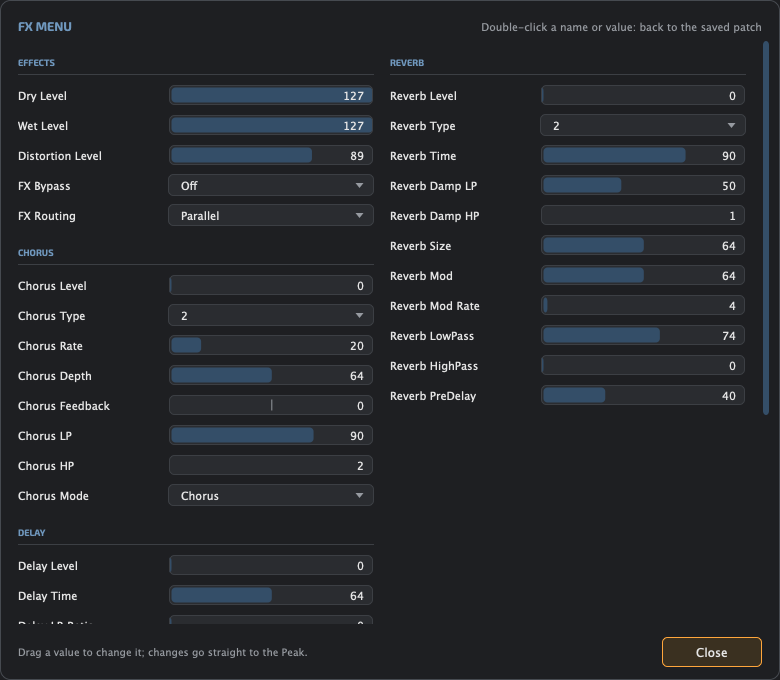 FX MENU
Double-click a name or value: back to the saved patch
EFFECTS
Dry Level 127
Wet Level 127
Distortion Level 89
FX Bypass Off
FX Routing Parallel
CHORUS
Chorus Level 0
Chorus Type 2
Chorus Rate 20
Chorus Depth 64
Chorus Feedback 0
Chorus LP 90
Chorus HP 2
Chorus Mode Chorus
DELAY
Delay Level 0
Delay Time 64
REVERB
Reverb Level 0
Reverb Type 2
Reverb Time 90
Reverb Damp LP 50
Reverb Damp HP 1
Reverb Size 64
Reverb Mod 64
Reverb Mod Rate 4
Reverb LowPass 74
Reverb HighPass 0
Reverb PreDelay 40
Drag a value to change it; changes go straight to the Peak.
Close